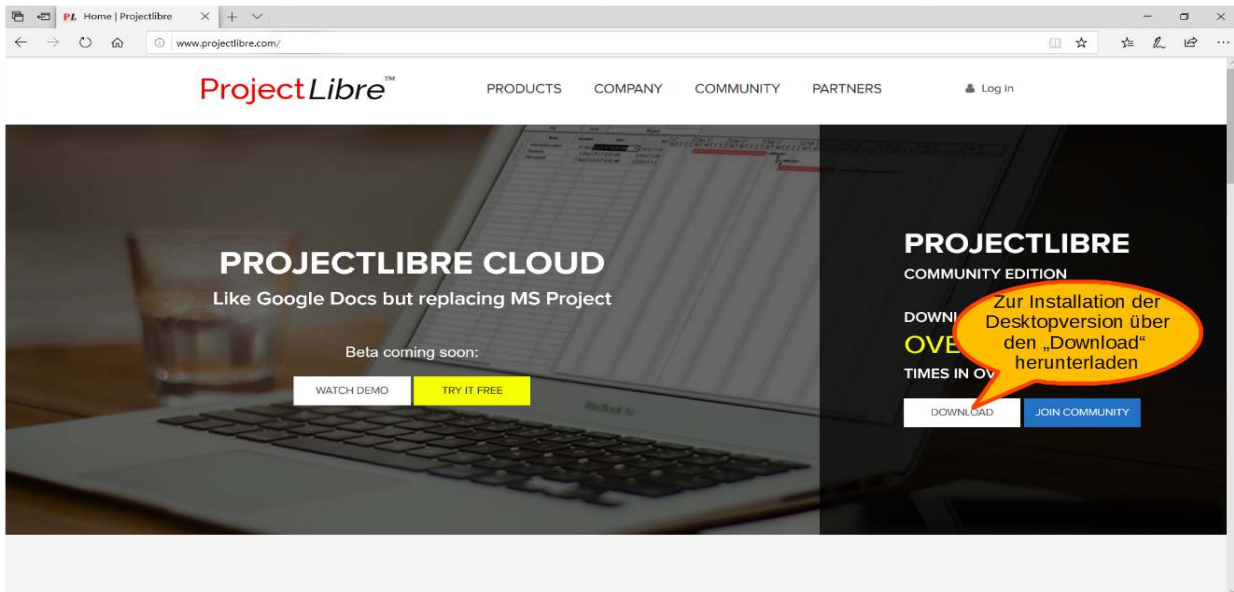 PL Home | Projectlibre
www.projectlibre.com/
ProjectLibre™
PRODUCTS COMPANY COMMUNITY PARTNERS Log in
PROJECTLIBRE CLOUD
Like Google Docs but replacing MS Project
Beta coming soon:
WATCH DEMO TRY IT FREE
MacBook Air
PROJECTLIBRE
COMMUNITY EDITION
TIMES IN
DOWNLOAD JOIN COMMUNITY
Zur Installation der
Desktopversion über
den „Download“
herunterladen